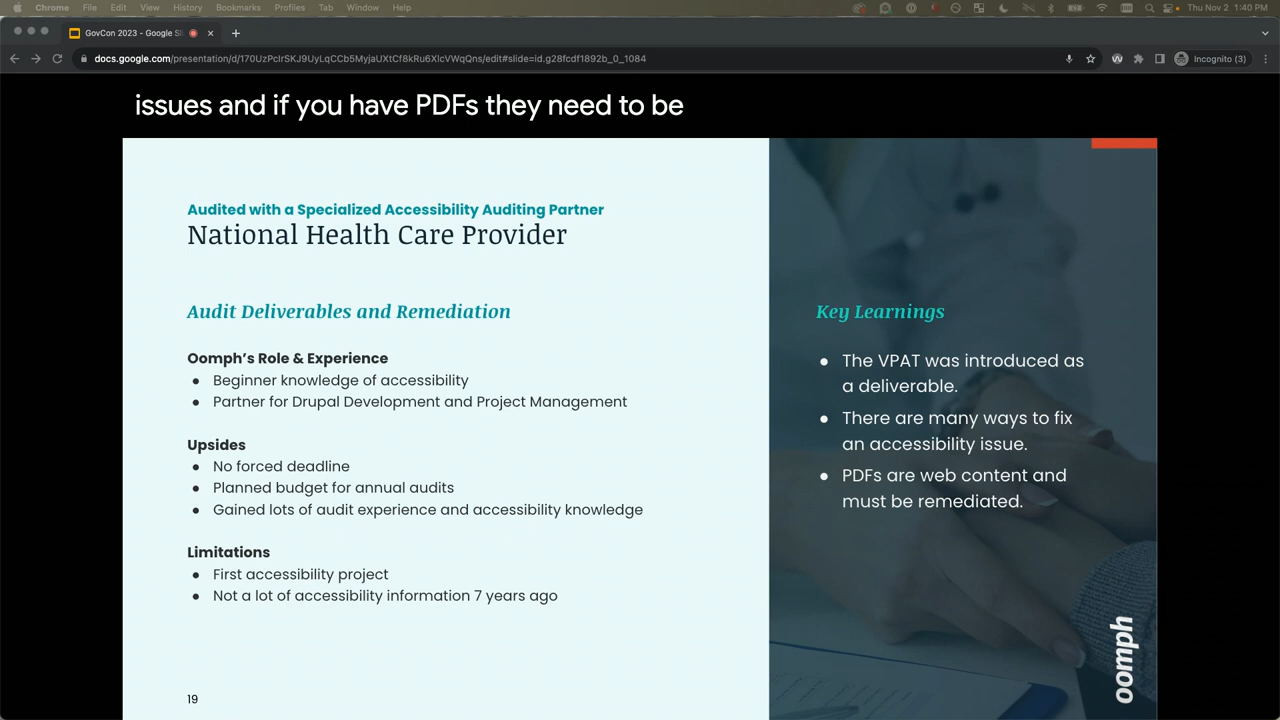 Chrome File Edit View History Bookmarks Profiles Tab Window Help Thu Nov 2 1:40 PM
GovCon 2023 - Google Sl
docs.google.com/presentation/d/170UzPclrSKJ9UyLqCCb5MyjaUXtCf8kRu6XlcVWqQns/edit#slide=id.g28fcdf1892b_0_1084 Incognito (3)
issues and if you have PDFs they need to be
Audited with a Specialized Accessibility Auditing Partner
National Health Care Provider
Audit Deliverables and Remediation
Oomph’s Role & Experience
● Beginner knowledge of accessibility
● Partner for Drupal Development and Project Management
Upsides
● No forced deadline
● Planned budget for annual audits
● Gained lots of audit experience and accessibility knowledge
Limitations
● First accessibility project
● Not a lot of accessibility information 7 years ago
19
Key Learnings
● The VPAT was introduced as
a deliverable.
● There are many ways to fix
an accessibility issue.
● PDFs are web content and
must be remediated.
oomph